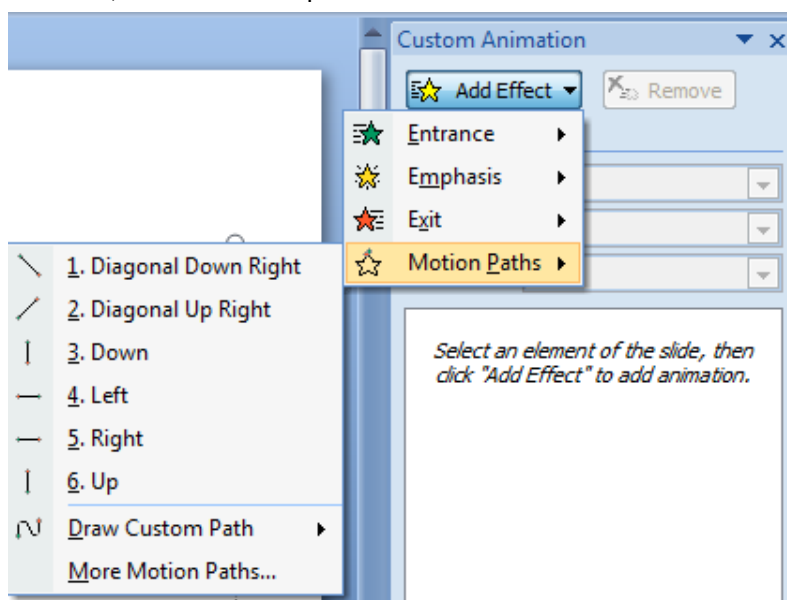 Custom Animation
Add Effect
Remove
Entrance
Emphasis
Exit
Motion Paths
1. Diagonal Down Right
2. Diagonal Up Right
3. Down
4. Left
5. Right
6. Up
Draw Custom Path
More Motion Paths...
Select an element of the slide, then
click "Add Effect" to add animation.